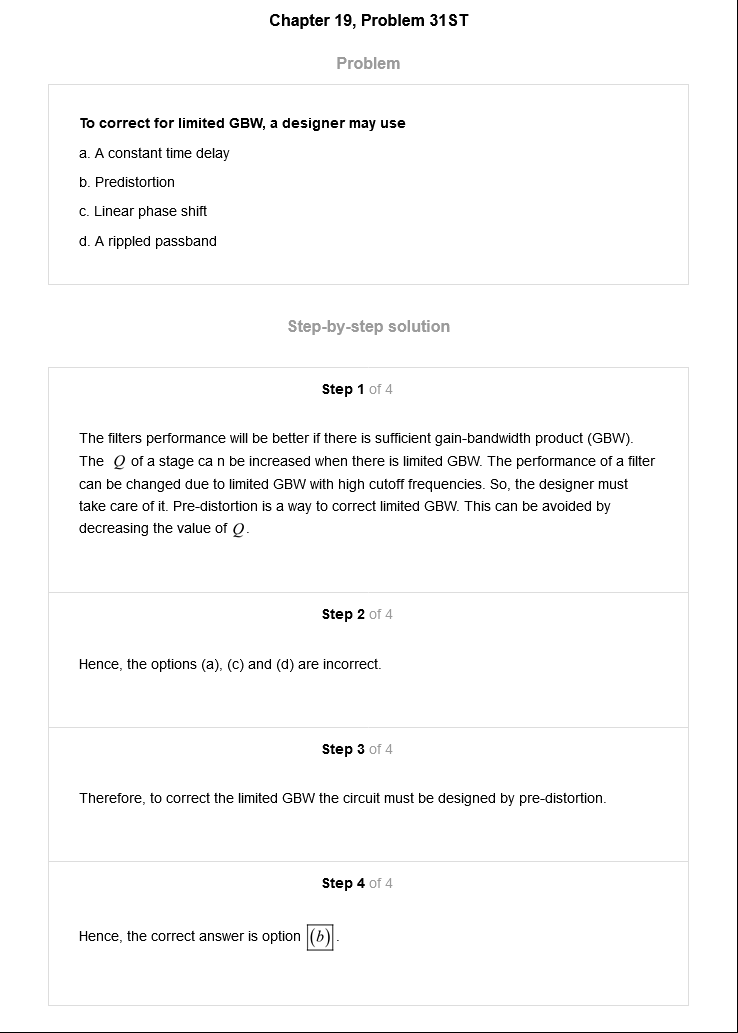 Chapter 19, Problem 31ST
Problem
To correct for limited GBW, a designer may use
a. A constant time delay
b. Predistortion
c. Linear phase shift
d. A rippled passband
Step-by-step solution
Step 1 of 4
The filters performance will be better if there is sufficient gain-bandwidth product (GBW).
The Q of a stage ca n be increased when there is limited GBW. The performance of a filter
can be changed due to limited GBW with high cutoff frequencies. So, the designer must
take care of it. Pre-distortion is a way to correct limited GBW. This can be avoided by
decreasing the value of Q.
Step 2 of 4
Hence, the options (a), (c) and (d) are incorrect.
Step 3 of 4
Therefore, to correct the limited GBW the circuit must be designed by pre-distortion.
Step 4 of 4
Hence, the correct answer is option (b).